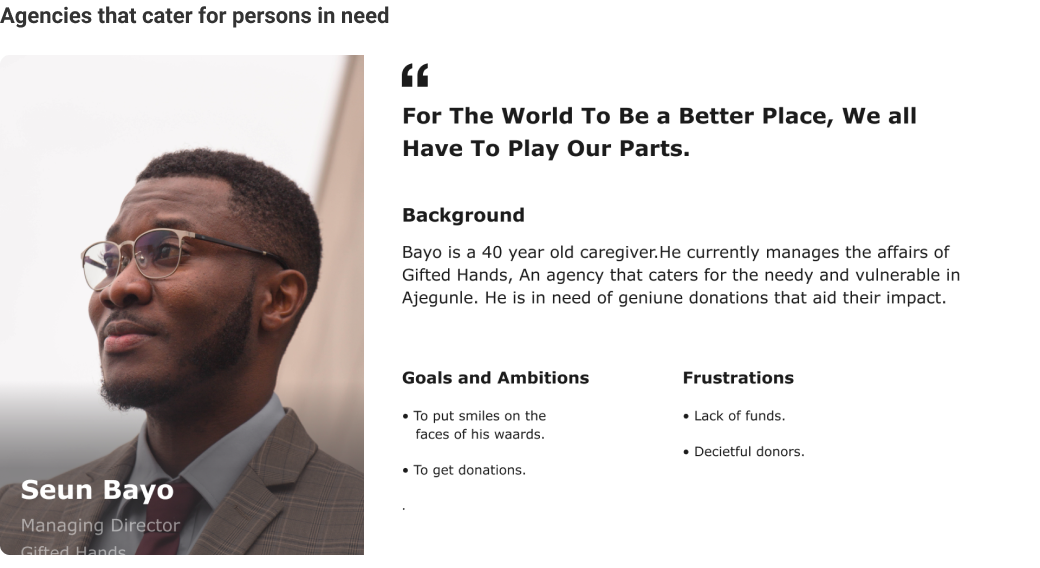 Agencies that cater for persons in need
“
For The World To Be a Better Place, We all
Have To Play Our Parts.
Background
Bayo is a 40 year old caregiver.He currently manages the affairs of
Gifted Hands, An agency that caters for the needy and vulnerable in
Ajegunle. He is in need of geniune donations that aid their impact.
Goals and Ambitions
• To put smiles on the
faces of his waards.
• To get donations.
.
Frustrations
• Lack of funds.
• Decietful donors.
Seun Bayo
Managing Director
Gifted Hands